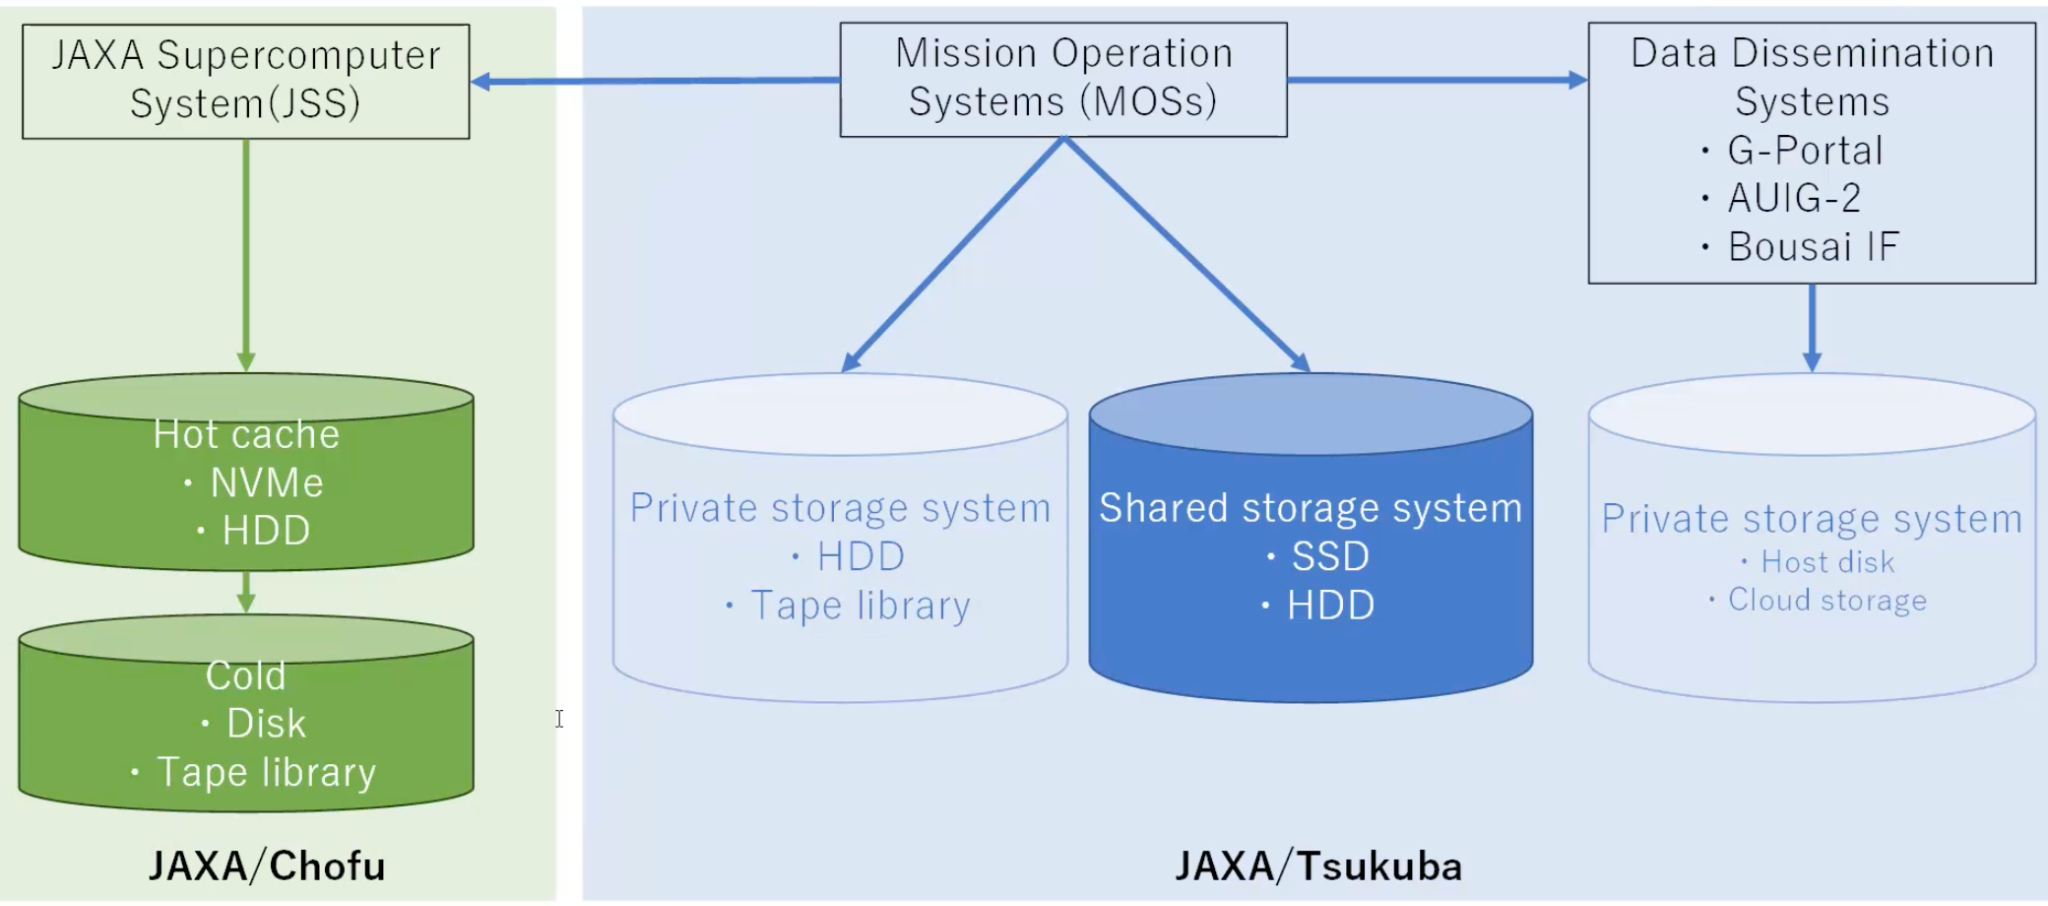 JAXA Supercomputer
System(JSS)
Mission Operation
Systems (MOSs)
Data Dissemination
Systems
・G-Portal
・AUIG-2
・Bousai IF
Hot cache
・NVMe
・HDD
Cold
・Disk
・Tape library
Private storage system
・HDD
・Tape library
Shared storage system
・SSD
・HDD
Private storage system
・Host disk
・Cloud storage
JAXA/Chofu
JAXA/Tsukuba